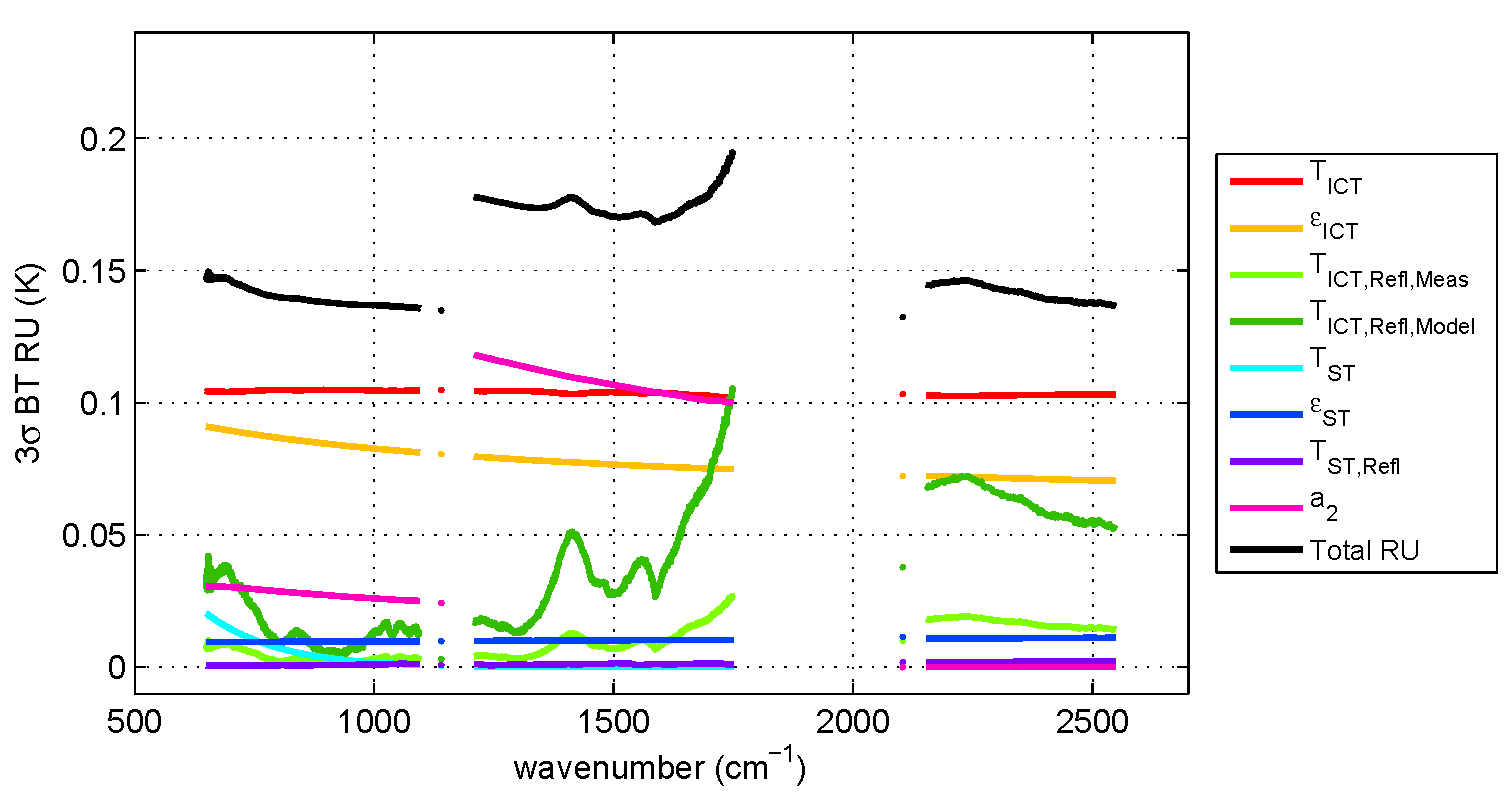 3σ BT RU (K)
0.2
0.15
0.1
0.05
0
500
1000
1500
2000
2500
wavenumber (cm⁻¹)
T_ICT
ε_ICT
T_ICT,Refl,Meas
T_ICT,Refl,Model
T_ST
ε_ST
T_ST,Refl
a₂
Total RU